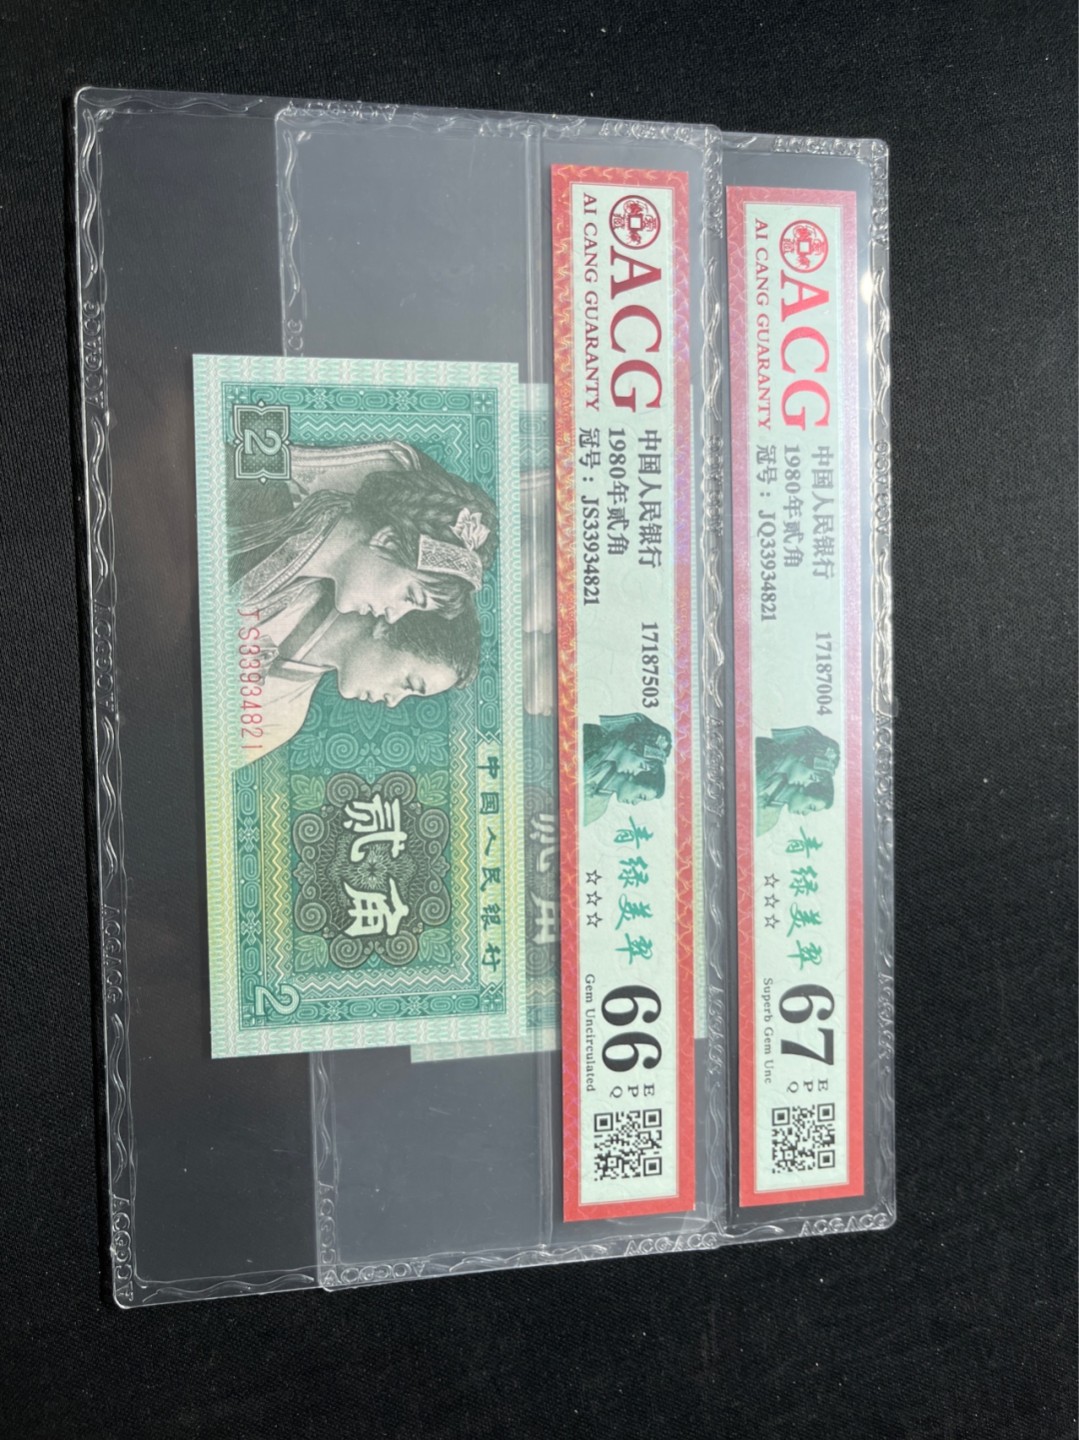 ACG
AI CANG GUARANTY
中国人民银行
1980年贰角
冠号：JQ33934821
17187004
青绿美翠
☆☆☆
67
E
P
Q
Superb Gem Unc
ACG
AI CANG GUARANTY
中国人民银行
1980年贰角
冠号：JS33934821
17187503
青绿美翠
☆☆☆
66
E
P
Q
Gem Uncirculated
中国人民银行
贰角
2
JS33934821
2
贰角